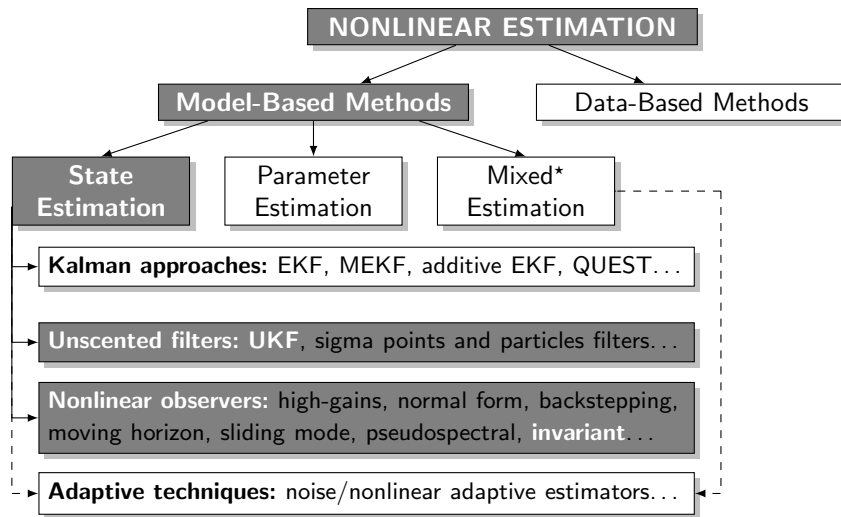 NONLINEAR ESTIMATION
Model-Based Methods
Data-Based Methods
State
Estimation
Parameter
Estimation
Mixed*
Estimation
Kalman approaches: EKF, MEKF, additive EKF, QUEST...
Unscented filters: UKF, sigma points and particles filters...
Nonlinear observers: high-gains, normal form, backstepping,
moving horizon, sliding mode, pseudospectral, invariant...
Adaptive techniques: noise/nonlinear adaptive estimators...